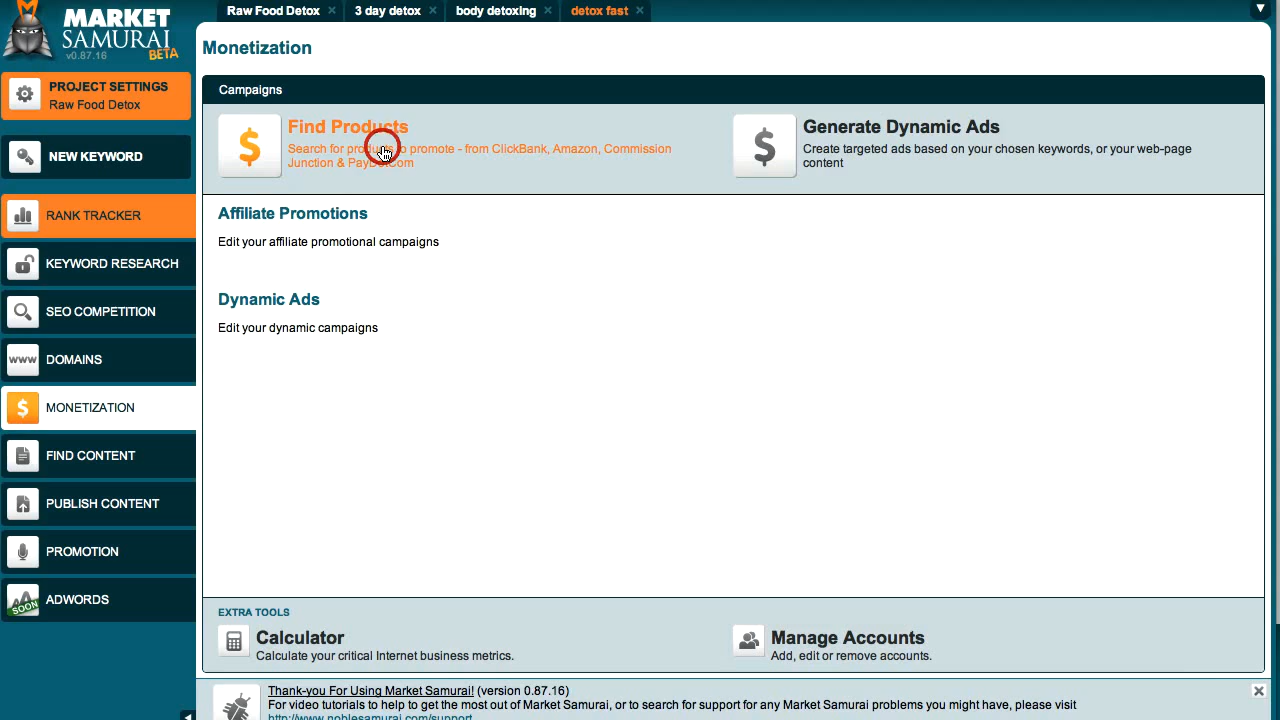 Raw Food Detox
3 day detox
body detoxing
detox fast
MARKET
SAMURAI
v0.87.16
BETA
PROJECT SETTINGS
Raw Food Detox
NEW KEYWORD
RANK TRACKER
KEYWORD RESEARCH
SEO COMPETITION
www
DOMAINS
$
MONETIZATION
FIND CONTENT
PUBLISH CONTENT
PROMOTION
SOON
ADWORDS
Monetization
Campaigns
$
Find Products
Search for products to promote - from ClickBank, Amazon, Commission
Junction & PayDotCom
$
Generate Dynamic Ads
Create targeted ads based on your chosen keywords, or your web-page
content
Affiliate Promotions
Edit your affiliate promotional campaigns
Dynamic Ads
Edit your dynamic campaigns
EXTRA TOOLS
Calculator
Calculate your critical Internet business metrics.
Manage Accounts
Add, edit or remove accounts.
Thank-you For Using Market Samurai! (version 0.87.16)
For video tutorials to help to get the most out of Market Samurai, or to search for support for any Market Samurai problems you might have, please visit
http://www.noblesamurai.com/support